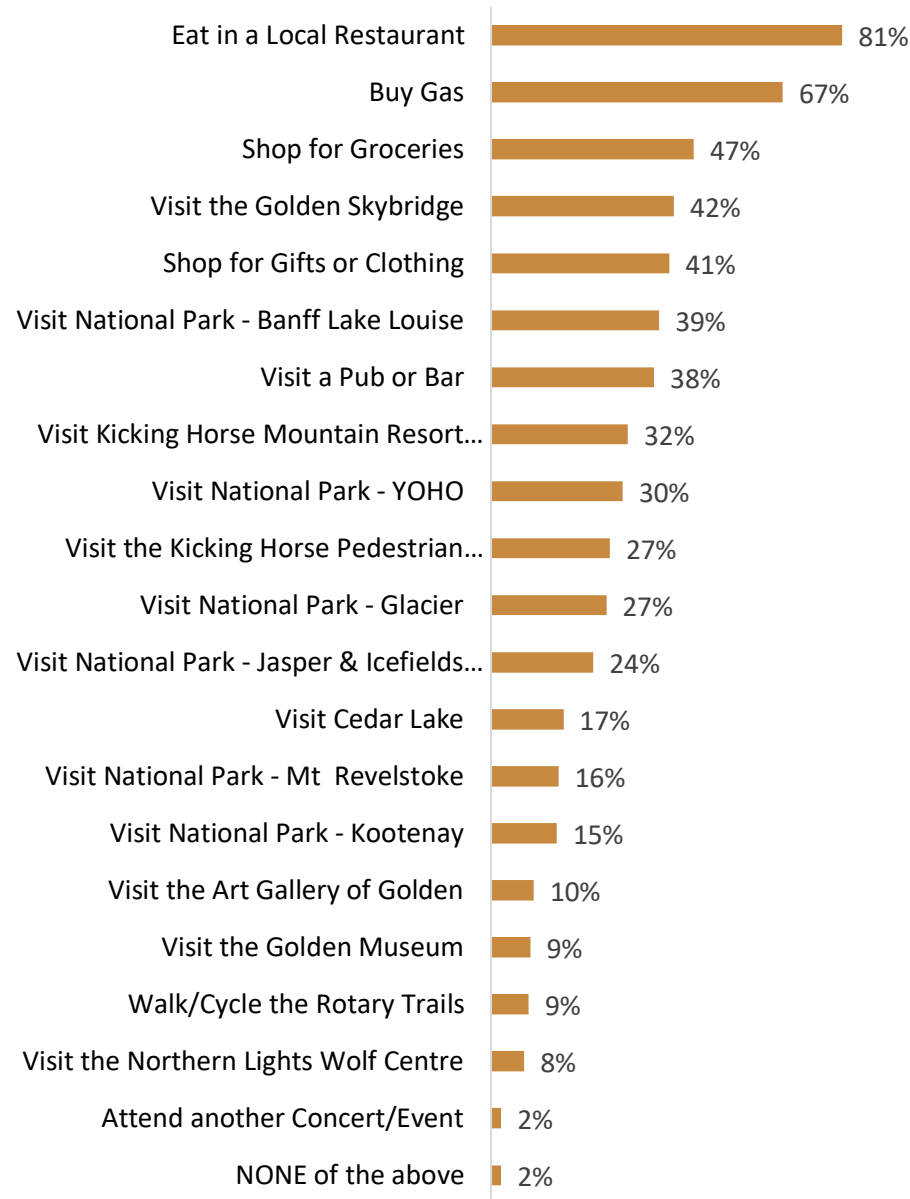 Eat in a Local Restaurant 81%
Buy Gas 67%
Shop for Groceries 47%
Visit the Golden Skybridge 42%
Shop for Gifts or Clothing 41%
Visit National Park - Banff Lake Louise 39%
Visit a Pub or Bar 38%
Visit Kicking Horse Mountain Resort... 32%
Visit National Park - YOHO 30%
Visit the Kicking Horse Pedestrian... 27%
Visit National Park - Glacier 27%
Visit National Park - Jasper & Icefields... 24%
Visit Cedar Lake 17%
Visit National Park - Mt  Revelstoke 16%
Visit National Park - Kootenay 15%
Visit the Art Gallery of Golden 10%
Visit the Golden Museum 9%
Walk/Cycle the Rotary Trails 9%
Visit the Northern Lights Wolf Centre 8%
Attend another Concert/Event 2%
NONE of the above 2%